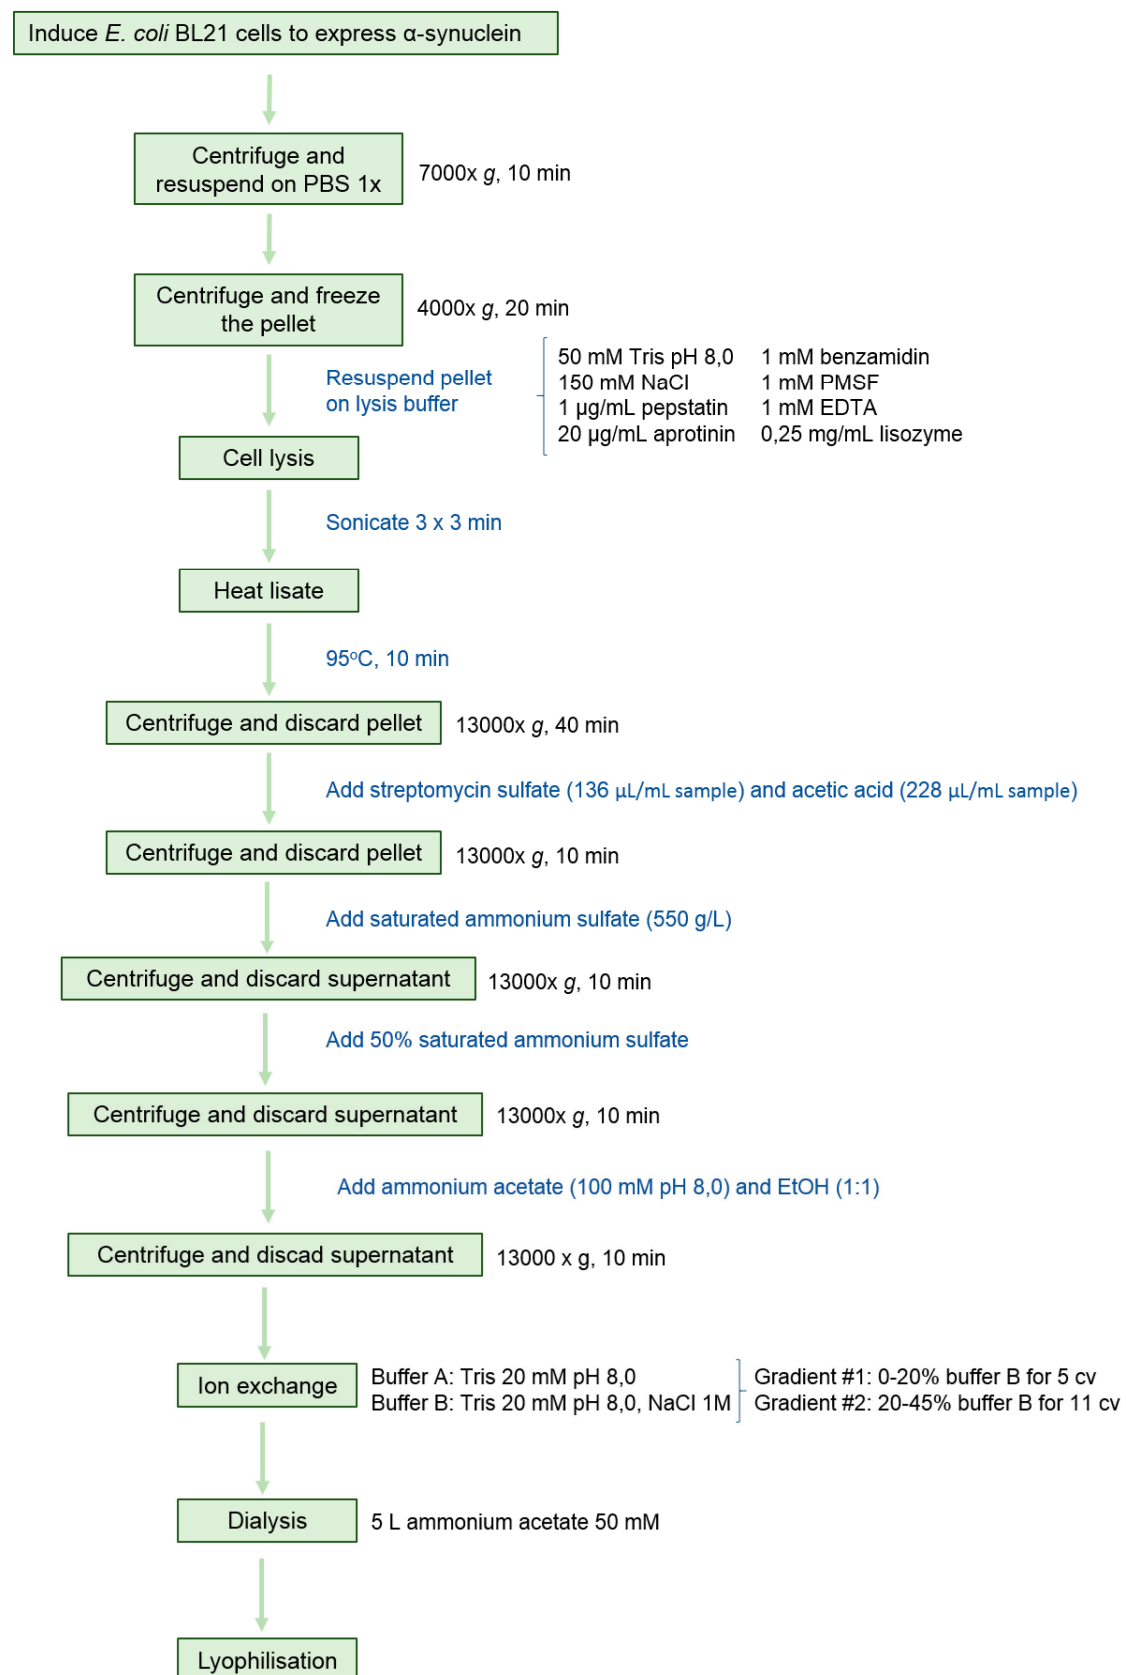 Induce E. coli BL21 cells to express α-synuclein
Centrifuge and
resuspend on PBS 1x
7000x g, 10 min
Centrifuge and freeze
the pellet
4000x g, 20 min
Resuspend pellet
on lysis buffer
50 mM Tris pH 8,0
150 mM NaCl
1 µg/mL pepstatin
20 µg/mL aprotinin
1 mM benzamidin
1 mM PMSF
1 mM EDTA
0,25 mg/mL lisozyme
Cell lysis
Sonicate 3 x 3 min
Heat lisate
95ºC, 10 min
Centrifuge and discard pellet
13000x g, 40 min
Add streptomycin sulfate (136 µL/mL sample) and acetic acid (228 µL/mL sample)
Centrifuge and discard pellet
13000x g, 10 min
Add saturated ammonium sulfate (550 g/L)
Centrifuge and discard supernatant
13000x g, 10 min
Add 50% saturated ammonium sulfate
Centrifuge and discard supernatant
13000x g, 10 min
Add ammonium acetate (100 mM pH 8,0) and EtOH (1:1)
Centrifuge and discad supernatant
13000 x g, 10 min
Ion exchange
Buffer A: Tris 20 mM pH 8,0
Buffer B: Tris 20 mM pH 8,0, NaCl 1M
Gradient #1: 0-20% buffer B for 5 cv
Gradient #2: 20-45% buffer B for 11 cv
Dialysis
5 L ammonium acetate 50 mM
Lyophilisation